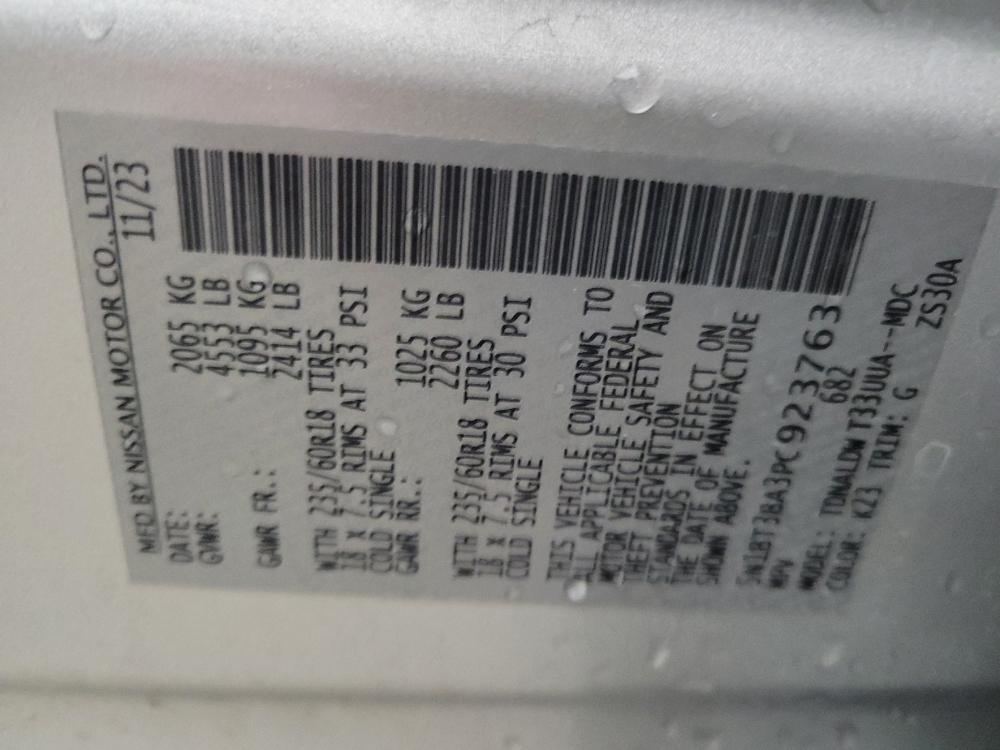 MFD BY NISSAN MOTOR CO., LTD.
DATE: 11/23
GVWR: 2065 KG
4553 LB
GAWR FR.: 1095 KG
2414 LB
WITH 235/60R18 TIRES
18 X 7.5 RIMS AT 33 PSI
COLD SINGLE
GAWR RR.: 1025 KG
2260 LB
WITH 235/60R18 TIRES
18 X 7.5 RIMS AT 30 PSI
COLD SINGLE
THIS VEHICLE CONFORMS TO
ALL APPLICABLE FEDERAL
MOTOR VEHICLE SAFETY AND
THEFT PREVENTION
STANDARDS IN EFFECT ON
THE DATE OF MANUFACTURE
SHOWN ABOVE.
5N1BT3BA3PC923763
MPV 682
MODEL: TDNALDW T33UUA--MDC
COLOR: K23 TRIM: G ZS30A